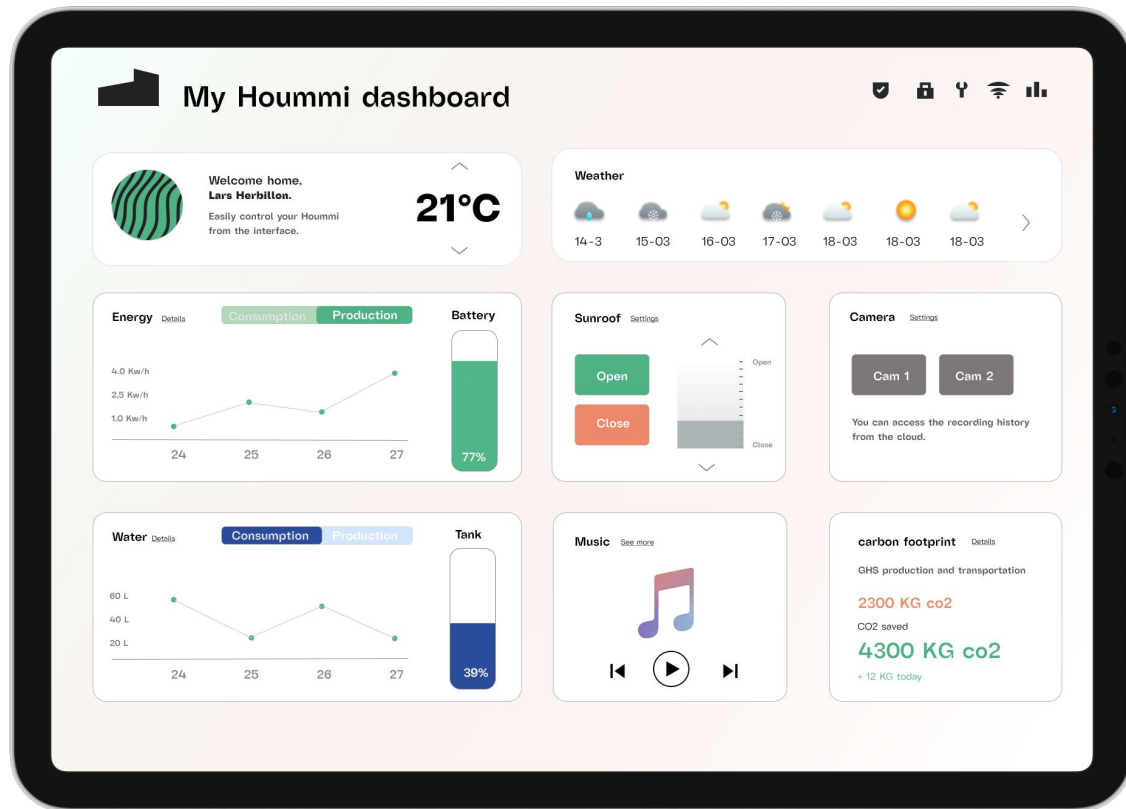 My Hoummi dashboard
Welcome home,
Lars Herbillon.
Easily control your Hoummi
from the interface.
21°C
Weather
14-3 15-03 16-03 17-03 18-03 18-03 18-03
Energy Details Consumption Production Battery
4.0 Kw/h
2.5 Kw/h
1.0 Kw/h
24 25 26 27
77%
Sunroof Settings
Open
Close
Open
Close
Camera Settings
Cam 1 Cam 2
You can access the recording history
from the cloud.
Water Details Consumption Production Tank
60 L
40 L
20 L
24 25 26 27
39%
Music See more
carbon footprint Details
GHS production and transportation
2300 KG co2
CO2 saved
4300 KG co2
+ 12 KG today